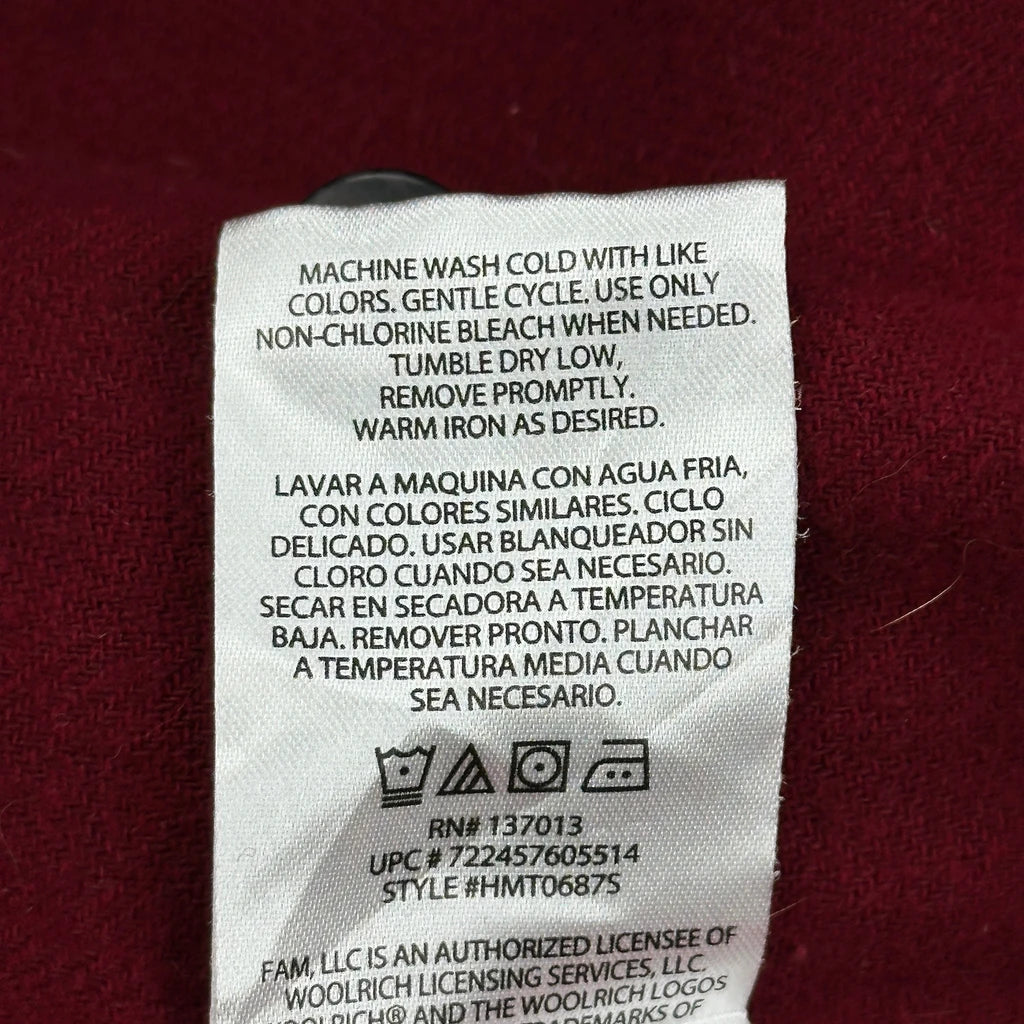 MACHINE WASH COLD WITH LIKE
COLORS. GENTLE CYCLE. USE ONLY
NON-CHLORINE BLEACH WHEN NEEDED.
TUMBLE DRY LOW,
REMOVE PROMPTLY.
WARM IRON AS DESIRED.
LAVAR A MAQUINA CON AGUA FRIA,
CON COLORES SIMILARES. CICLO
DELICADO. USAR BLANQUEADOR SIN
CLORO CUANDO SEA NECESARIO.
SECAR EN SECADORA A TEMPERATURA
BAJA. REMOVER PRONTO. PLANCHAR
A TEMPERATURA MEDIA CUANDO
SEA NECESARIO.
RN# 137013
UPC # 722457605514
STYLE #HMT0687S
FAM, LLC IS AN AUTHORIZED LICENSEE OF
WOOLRICH LICENSING SERVICES, LLC.
WOOLRICH® AND THE WOOLRICH LOGOS
TRADEMARKS OF